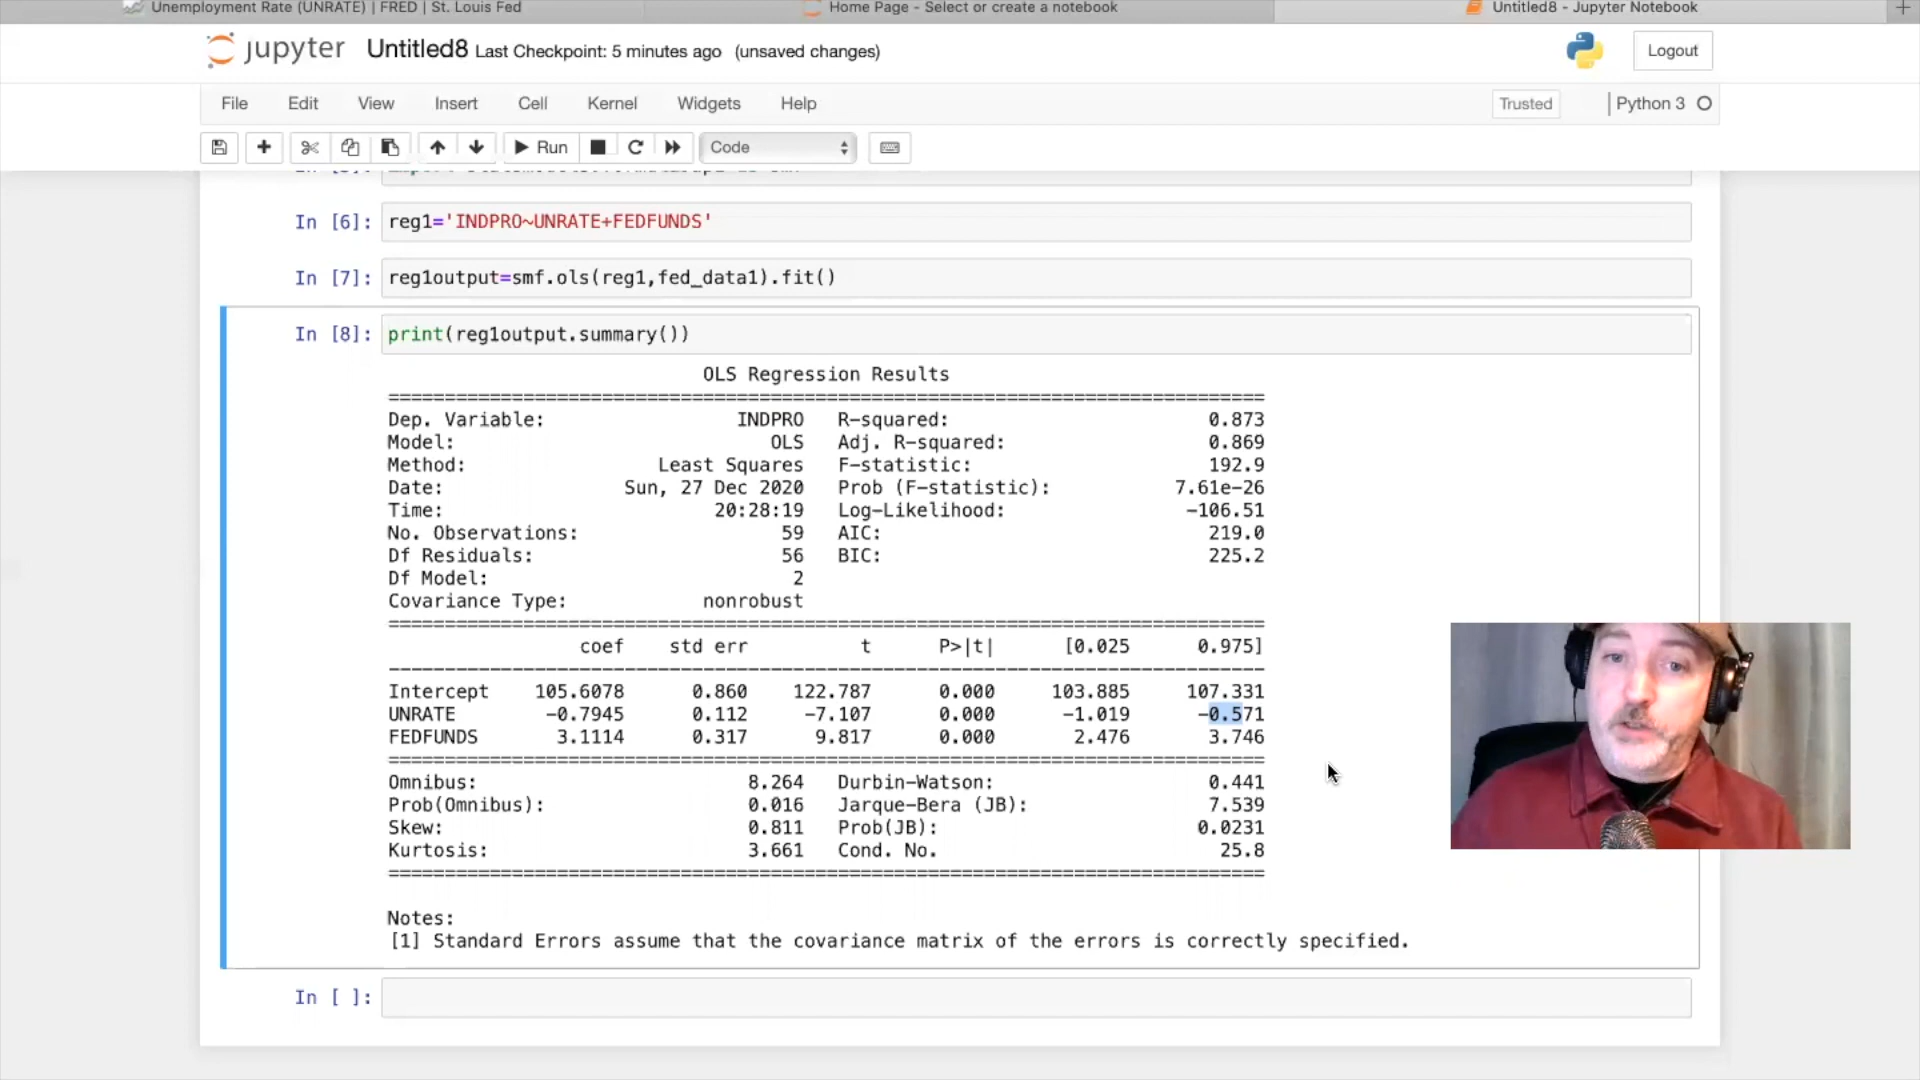 Unemployment Rate (UNRATE) | FRED | St. Louis Fed
Home Page - Select or create a notebook
Untitled8 - Jupyter Notebook
jupyter Untitled8 Last Checkpoint: 5 minutes ago (unsaved changes)
Logout
File Edit View Insert Cell Kernel Widgets Help
Trusted
Python 3
Run
Code
In [6]: reg1='INDPRO~UNRATE+FEDFUNDS'
In [7]: reg1output=smf.ols(reg1,fed_data1).fit()
In [8]: print(reg1output.summary())
OLS Regression Results
Dep. Variable: INDPRO R-squared: 0.873
Model: OLS Adj. R-squared: 0.869
Method: Least Squares F-statistic: 192.9
Date: Sun, 27 Dec 2020 Prob (F-statistic): 7.61e-26
Time: 20:28:19 Log-Likelihood: -106.51
No. Observations: 59 AIC: 219.0
Df Residuals: 56 BIC: 225.2
Df Model: 2
Covariance Type: nonrobust
coef std err t P>|t| [0.025 0.975]
Intercept 105.6078 0.860 122.787 0.000 103.885 107.331
UNRATE -0.7945 0.112 -7.107 0.000 -1.019 -0.571
FEDFUNDS 3.1114 0.317 9.817 0.000 2.476 3.746
Omnibus: 8.264 Durbin-Watson: 0.441
Prob(Omnibus): 0.016 Jarque-Bera (JB): 7.539
Skew: 0.811 Prob(JB): 0.0231
Kurtosis: 3.661 Cond. No. 25.8
Notes:
[1] Standard Errors assume that the covariance matrix of the errors is correctly specified.
In [ ]: